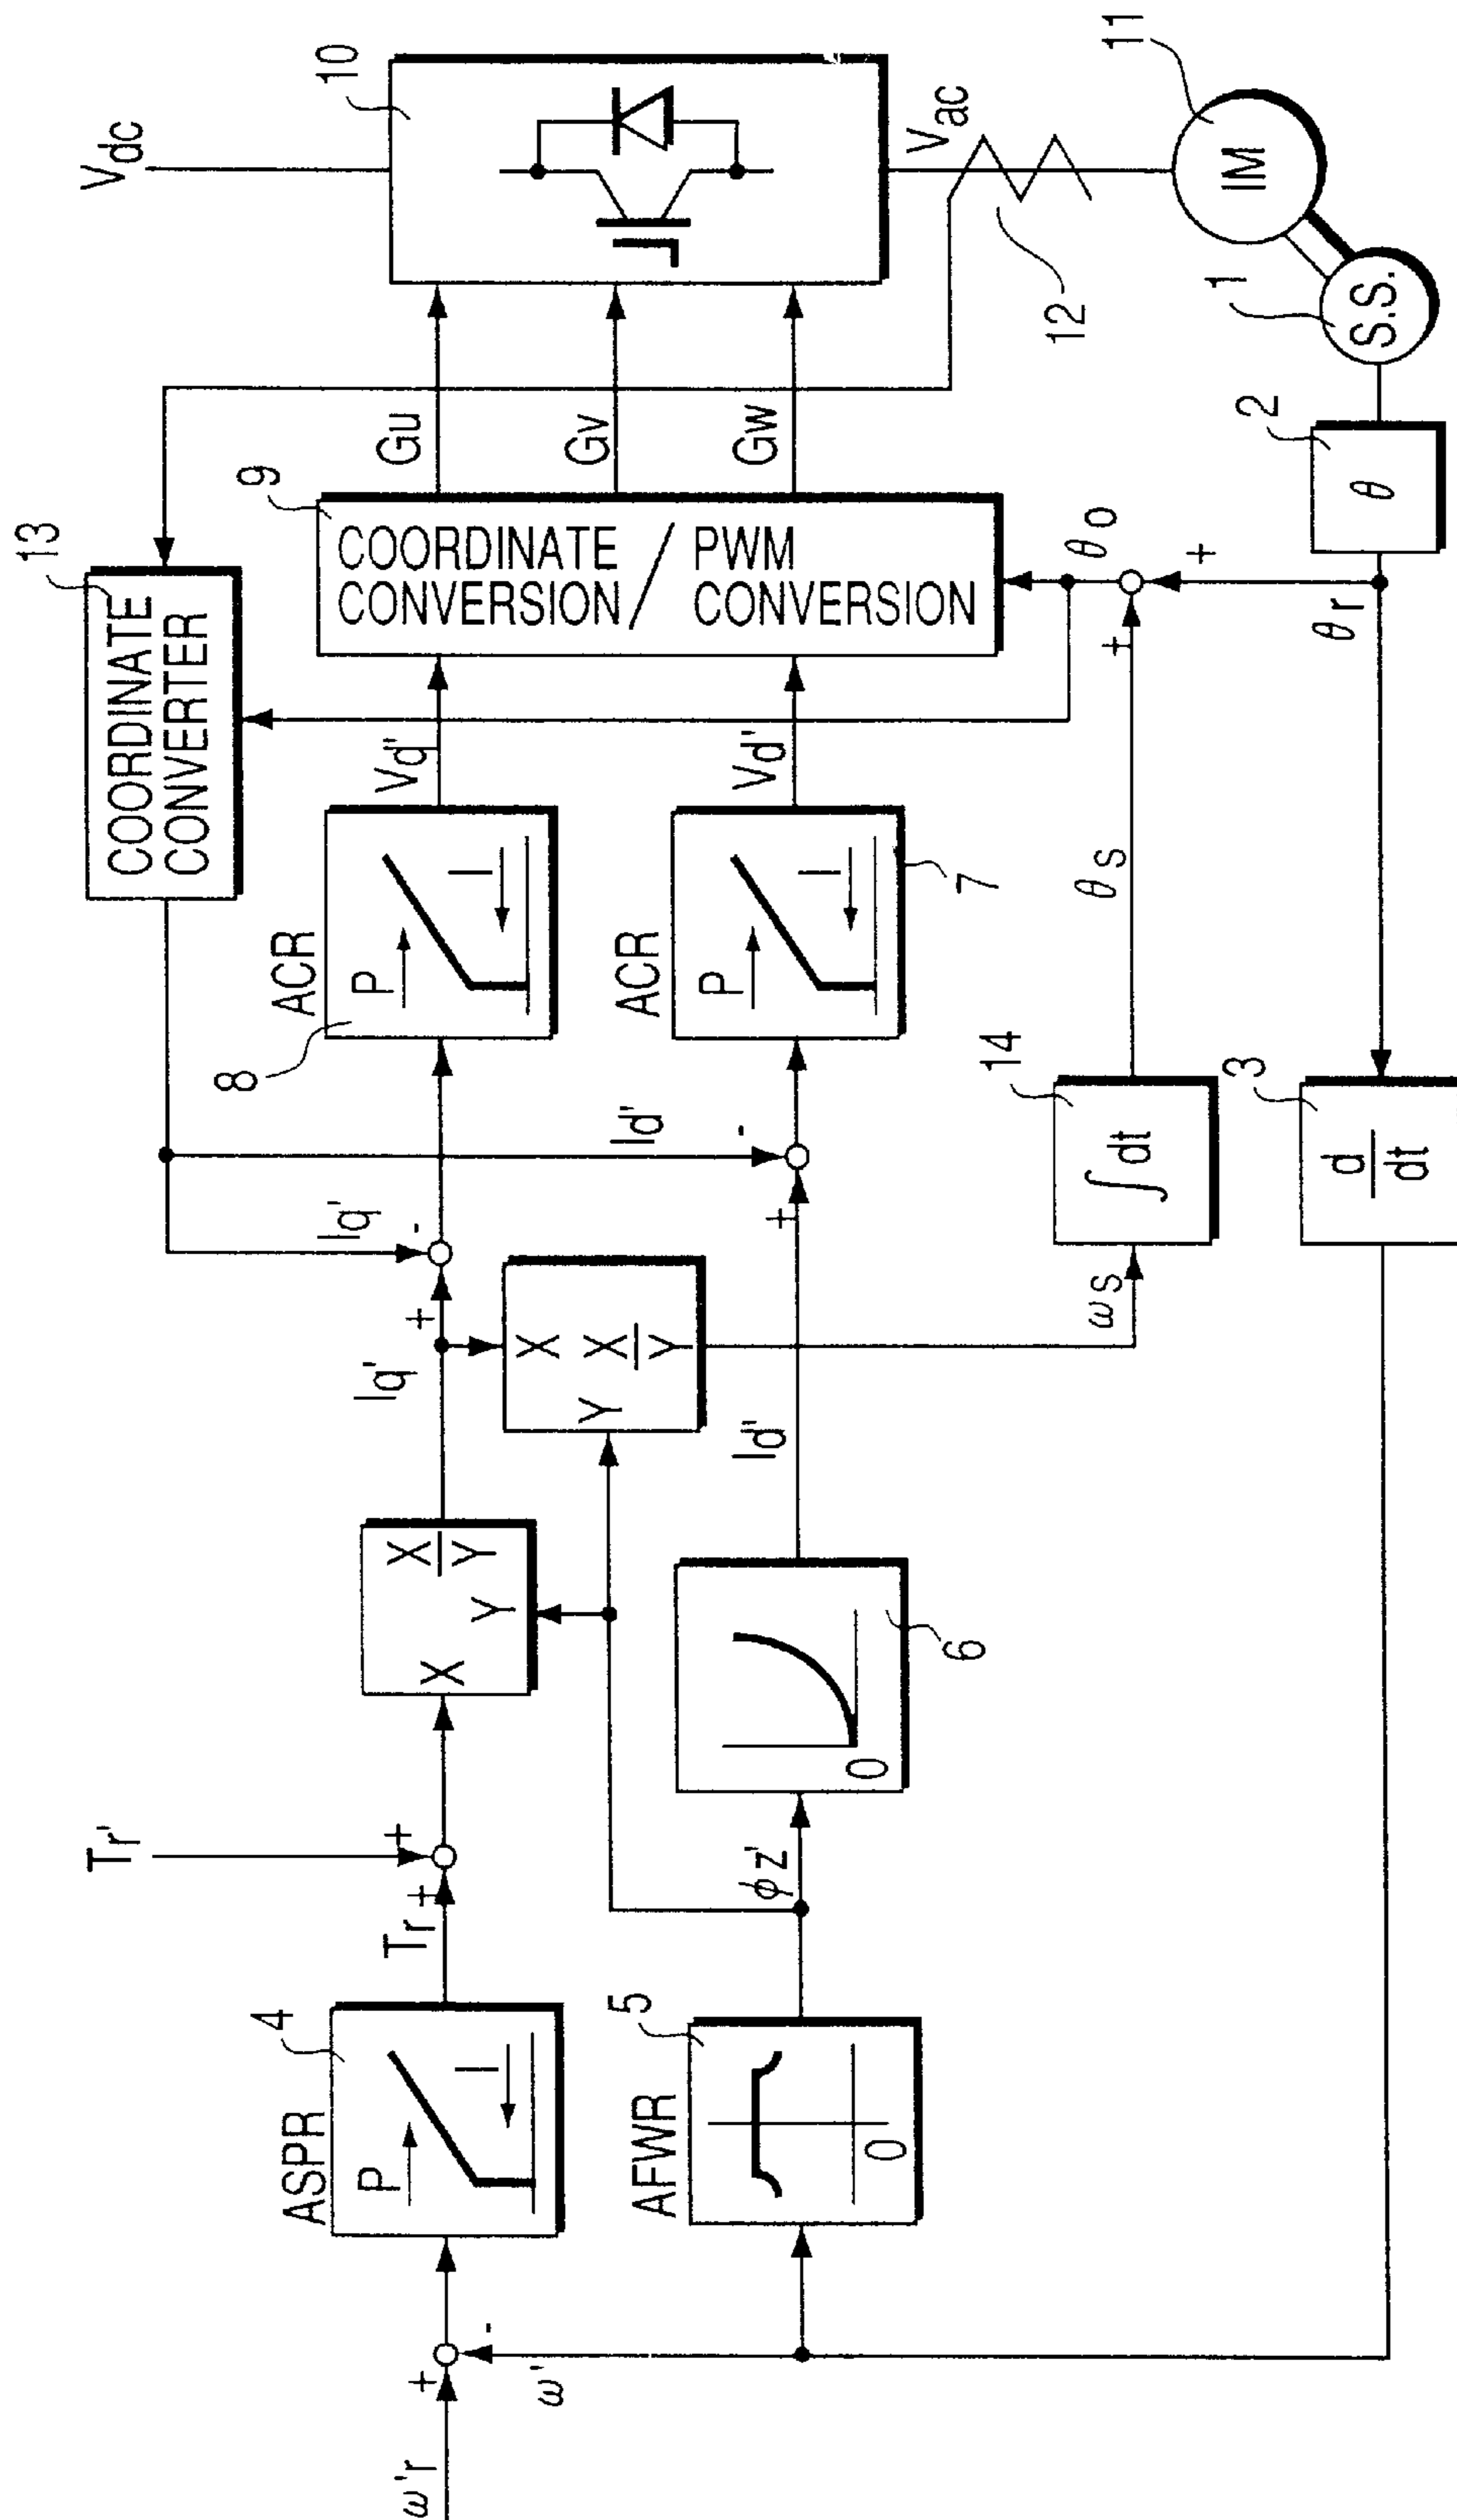 ω'r
+
-
ω'
ASPR
4
P
I
Tr
+
+
Tr'
AFWR
5
0
φz'
X
Y
X
Y
6
0
Iq'
+
-
Iq'
X
Y
X
Y
Id'
+
-
Id'
ωs
14
∫dt
3
d
dt
θs
ACR
8
P
I
Vq'
ACR
7
P
I
Vd'
13
COORDINATE
CONVERTER
9
COORDINATE / PWM
CONVERSION CONVERSION
Gu
Gv
Gw
θo
+
+
θr
2
θ
1
S.S.
IM
11
12
Vac
10
Vdc